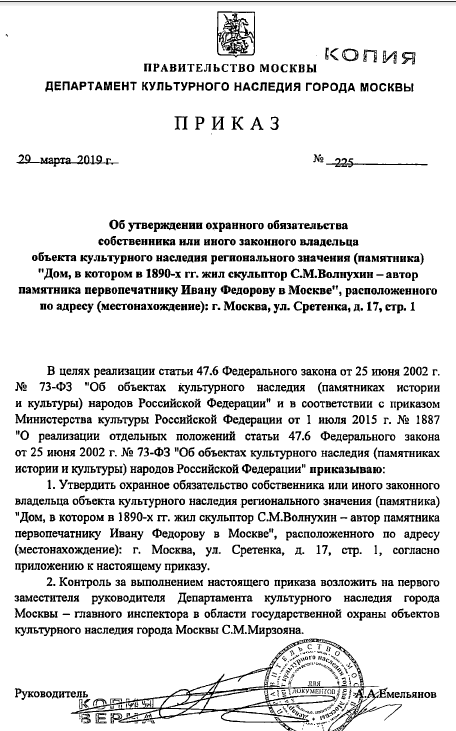 КОПИЯ
ПРАВИТЕЛЬСТВО МОСКВЫ
ДЕПАРТАМЕНТ КУЛЬТУРНОГО НАСЛЕДИЯ ГОРОДА МОСКВЫ
ПРИКАЗ
29 марта 2019 г. № 225
Об утверждении охранного обязательства
собственника или иного законного владельца
объекта культурного наследия регионального значения (памятника)
"Дом, в котором в 1890-х гг. жил скульптор С.М.Волнухин – автор
памятника первопечатнику Ивану Федорову в Москве", расположенного
по адресу (местонахождение): г. Москва, ул. Сретенка, д. 17, стр. 1
В целях реализации статьи 47.6 Федерального закона от 25 июня 2002 г.
№ 73-ФЗ "Об объектах культурного наследия (памятниках истории
и культуры) народов Российской Федерации" и в соответствии с приказом
Министерства культуры Российской Федерации от 1 июля 2015 г. № 1887
"О реализации отдельных положений статьи 47.6 Федерального закона
от 25 июня 2002 г. № 73-ФЗ "Об объектах культурного наследия (памятниках
истории и культуры) народов Российской Федерации" приказываю:
1. Утвердить охранное обязательство собственника или иного законного
владельца объекта культурного наследия регионального значения (памятника)
"Дом, в котором в 1890-х гг. жил скульптор С.М.Волнухин – автор памятника
первопечатнику Ивану Федорову в Москве", расположенного по адресу
(местонахождение): г. Москва, ул. Сретенка, д. 17, стр. 1, согласно
приложению к настоящему приказу.
2. Контроль за выполнением настоящего приказа возложить на первого
заместителя руководителя Департамента культурного наследия города
Москвы – главного инспектора в области государственной охраны объектов
культурного наследия города Москвы С.М.Мирзояна.
Руководитель А.А.Емельянов
КОПИЯ
ВЕРНА
ДЛЯ
ДОКУМЕНТОВ